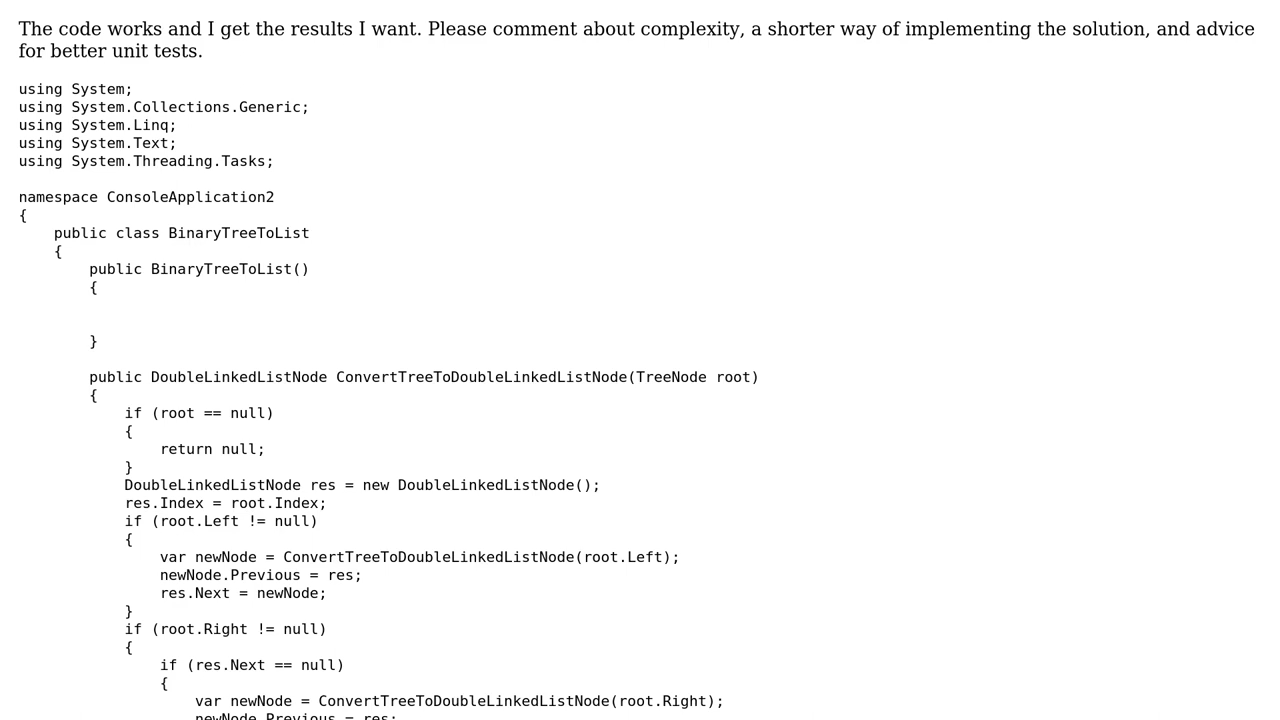 The code works and I get the results I want. Please comment about complexity, a shorter way of implementing the solution, and advice
for better unit tests.
using System;
using System.Collections.Generic;
using System.Linq;
using System.Text;
using System.Threading.Tasks;
namespace ConsoleApplication2
{
    public class BinaryTreeToList
    {
        public BinaryTreeToList()
        {
        }
        public DoubleLinkedListNode ConvertTreeToDoubleLinkedListNode(TreeNode root)
        {
            if (root == null)
            {
                return null;
            }
            DoubleLinkedListNode res = new DoubleLinkedListNode();
            res.Index = root.Index;
            if (root.Left != null)
            {
                var newNode = ConvertTreeToDoubleLinkedListNode(root.Left);
                newNode.Previous = res;
                res.Next = newNode;
            }
            if (root.Right != null)
            {
                if (res.Next == null)
                {
                    var newNode = ConvertTreeToDoubleLinkedListNode(root.Right);
                    newNode.Previous = res;